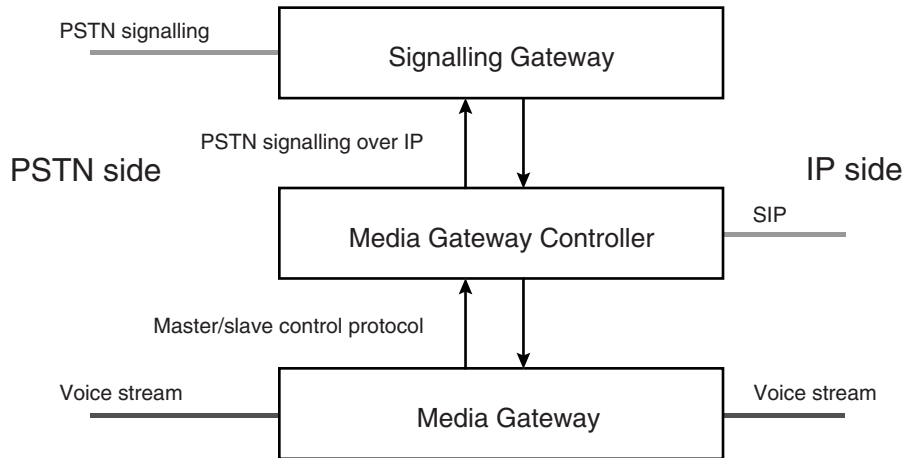 PSTN signalling
Signalling Gateway
PSTN signalling over IP
PSTN side
IP side
SIP
Media Gateway Controller
Master/slave control protocol
Voice stream
Voice stream
Media Gateway